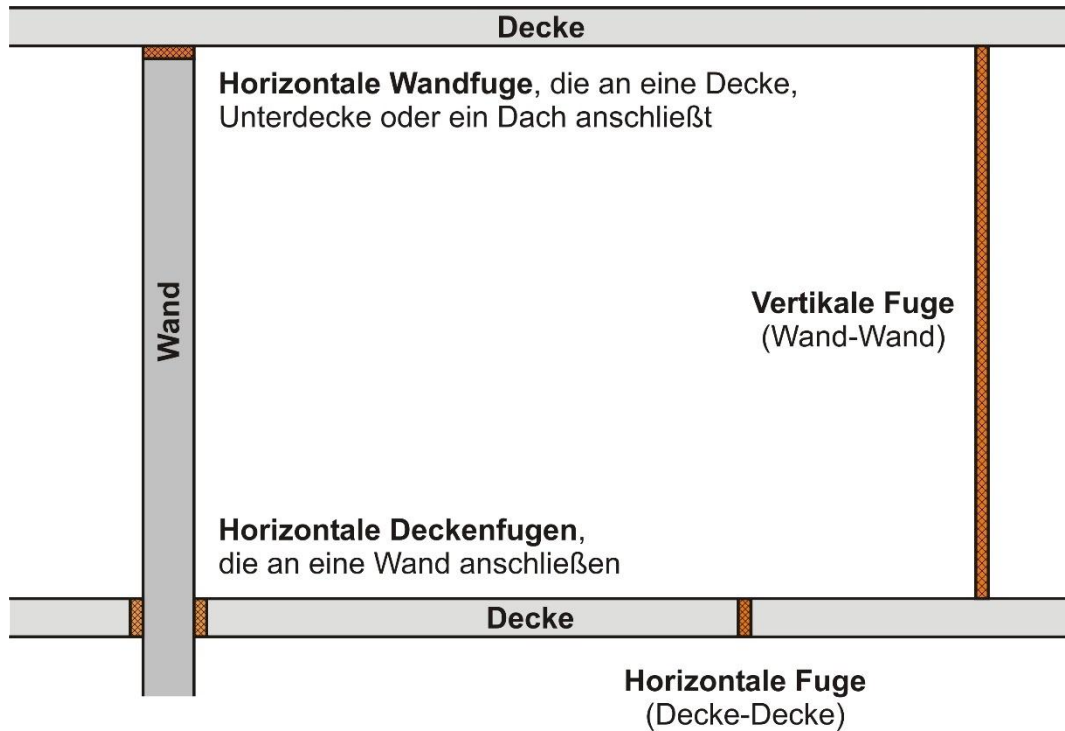 Decke
Horizontale Wandfuge, die an eine Decke,
Unterdecke oder ein Dach anschließt
Wand
Vertikale Fuge
(Wand-Wand)
Horizontale Deckenfugen,
die an eine Wand anschließen
Decke
Horizontale Fuge
(Decke-Decke)